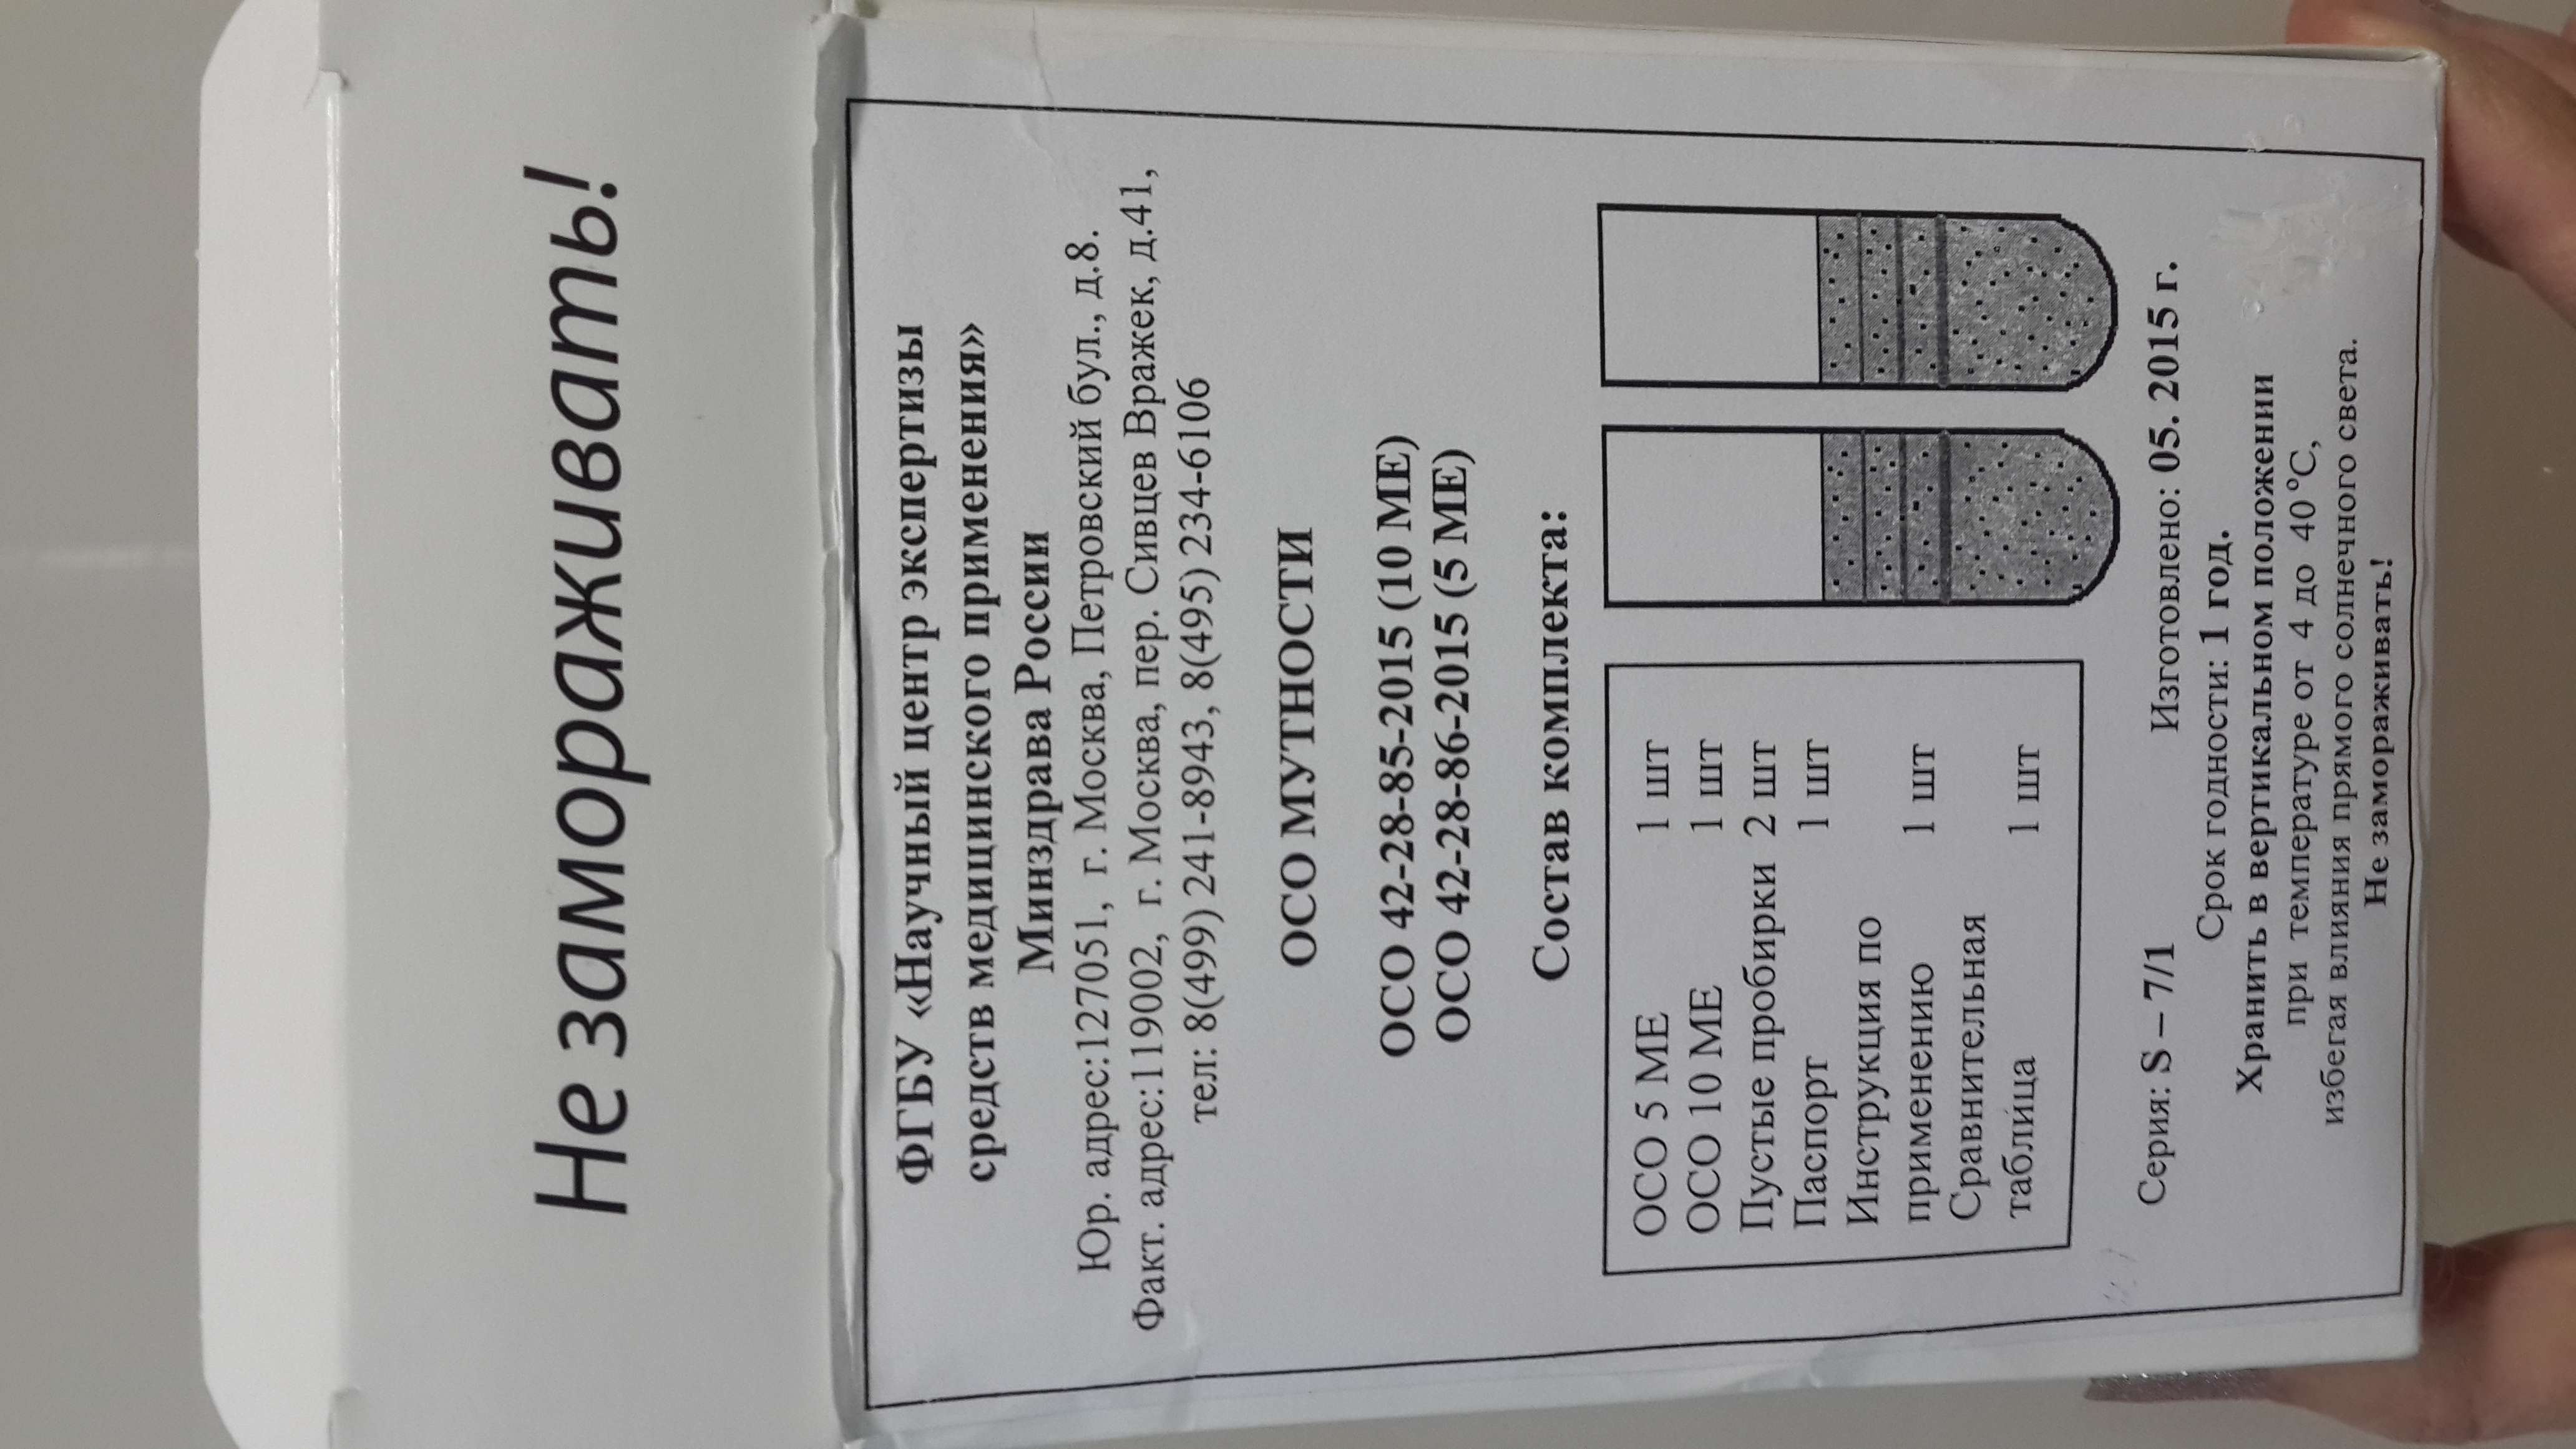 Не замораживать!
ФГБУ «Научный центр экспертизы
средств медицинского применения»
Минздрава России
Юр. адрес:127051, г. Москва, Петровский бул., д.8.
Факт. адрес:119002, г. Москва, пер. Сивцев Вражек, д.41,
тел: 8(499) 241-8943, 8(495) 234-6106
ОСО МУТНОСТИ
ОСО 42-28-85-2015 (10 МЕ)
ОСО 42-28-86-2015 (5 МЕ)
Состав комплекта:
ОСО 5 МЕ 1 шт
ОСО 10 МЕ 1 шт
Пустые пробирки 2 шт
Паспорт 1 шт
Инструкция по
применению 1 шт
Сравнительная
таблица 1 шт
Серия: S – 7/1 Изготовлено: 05. 2015 г.
Срок годности: 1 год.
Хранить в вертикальном положении
при температуре от 4 до 40 °С,
избегая влияния прямого солнечного света.
Не замораживать!